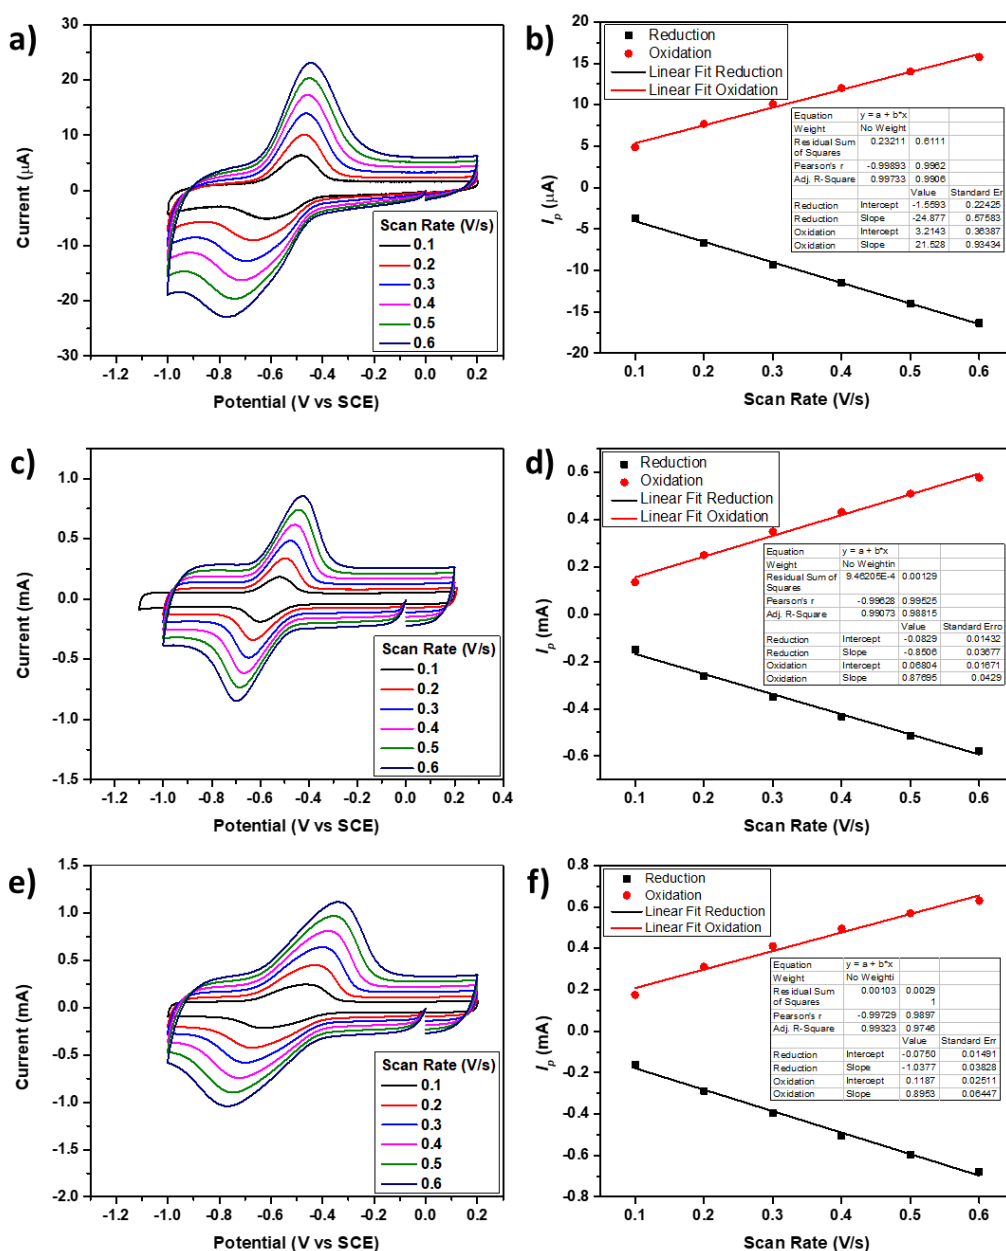 a)
30
20
10
0
-10
-20
-30
Current (μA)
-1.2 -1.0 -0.8 -0.6 -0.4 -0.2 0.0 0.2
Potential (V vs SCE)
Scan Rate (V/s)
0.1
0.2
0.3
0.4
0.5
0.6
b)
20
15
10
5
0
-5
-10
-15
-20
Ip (μA)
0.1 0.2 0.3 0.4 0.5 0.6
Scan Rate (V/s)
Reduction
Oxidation
Linear Fit Reduction
Linear Fit Oxidation
Equation y = a + b*x
Weight No Weight
Residual Sum of Squares 0.23211 0.6111
Pearson's r -0.99893 0.9962
Adj. R-Square 0.99733 0.9906
Value Standard Err
Reduction Intercept -1.5593 0.22425
Reduction Slope -24.877 0.57583
Oxidation Intercept 3.2143 0.36387
Oxidation Slope 21.528 0.93434
c)
1.0
0.5
0.0
-0.5
-1.0
-1.5
Current (mA)
-1.2 -1.0 -0.8 -0.6 -0.4 -0.2 0.0 0.2 0.4
Potential (V vs SCE)
Scan Rate (V/s)
0.1
0.2
0.3
0.4
0.5
0.6
d)
0.6
0.4
0.2
0.0
-0.2
-0.4
-0.6
Ip (mA)
0.1 0.2 0.3 0.4 0.5 0.6
Scan Rate (V/s)
Reduction
Oxidation
Linear Fit Reduction
Linear Fit Oxidation
Equation y = a + b*x
Weight No Weightin
Residual Sum of Squares 9.46205E-4 0.00129
Pearson's r -0.99628 0.99525
Adj. R-Square 0.99073 0.98815
Value Standard Erro
Reduction Intercept -0.0829 0.01432
Reduction Slope -0.8506 0.03677
Oxidation Intercept 0.06804 0.01671
Oxidation Slope 0.87695 0.0429
e)
1.5
1.0
0.5
0.0
-0.5
-1.0
-1.5
-2.0
Current (mA)
-1.2 -1.0 -0.8 -0.6 -0.4 -0.2 0.0 0.2
Potential (V vs SCE)
Scan Rate (V/s)
0.1
0.2
0.3
0.4
0.5
0.6
f)
0.8
0.6
0.4
0.2
0.0
-0.2
-0.4
-0.6
-0.8
Ip (mA)
0.1 0.2 0.3 0.4 0.5 0.6
Scan Rate (V/s)
Reduction
Oxidation
Linear Fit Reduction
Linear Fit Oxidation
Equation y = a + b*x
Weight No Weighti
Residual Sum of Squares 0.00103 0.00291
Pearson's r -0.99729 0.9897
Adj. R-Square 0.99323 0.9746
Value Standard Err
Reduction Intercept -0.0750 0.01491
Reduction Slope -1.0377 0.03828
Oxidation Intercept 0.1187 0.02511
Oxidation Slope 0.8953 0.06447